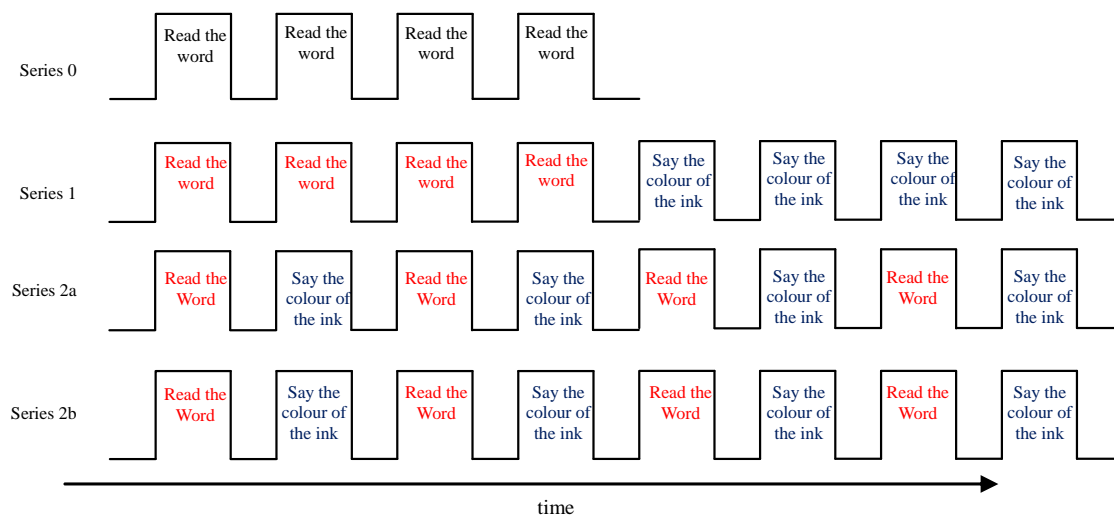 Read the Read the Read the Read the
word word word word
Series 0
Read the Read the Read the Read the Say the Say the Say the Say the
word word word word colour of colour of colour of colour of
Series 1
the ink the ink the ink the ink
Read the Say the Read the Say the Read the Say the Read the Say the
Series 2a
Word colour of Word colour of Word colour of Word colour of
the ink the ink the ink the ink
Read the Say the Read the Say the Read the Say the Read the Say the
Series 2b
Word colour of Word colour of Word colour of Word colour of
the ink the ink the ink the ink
time